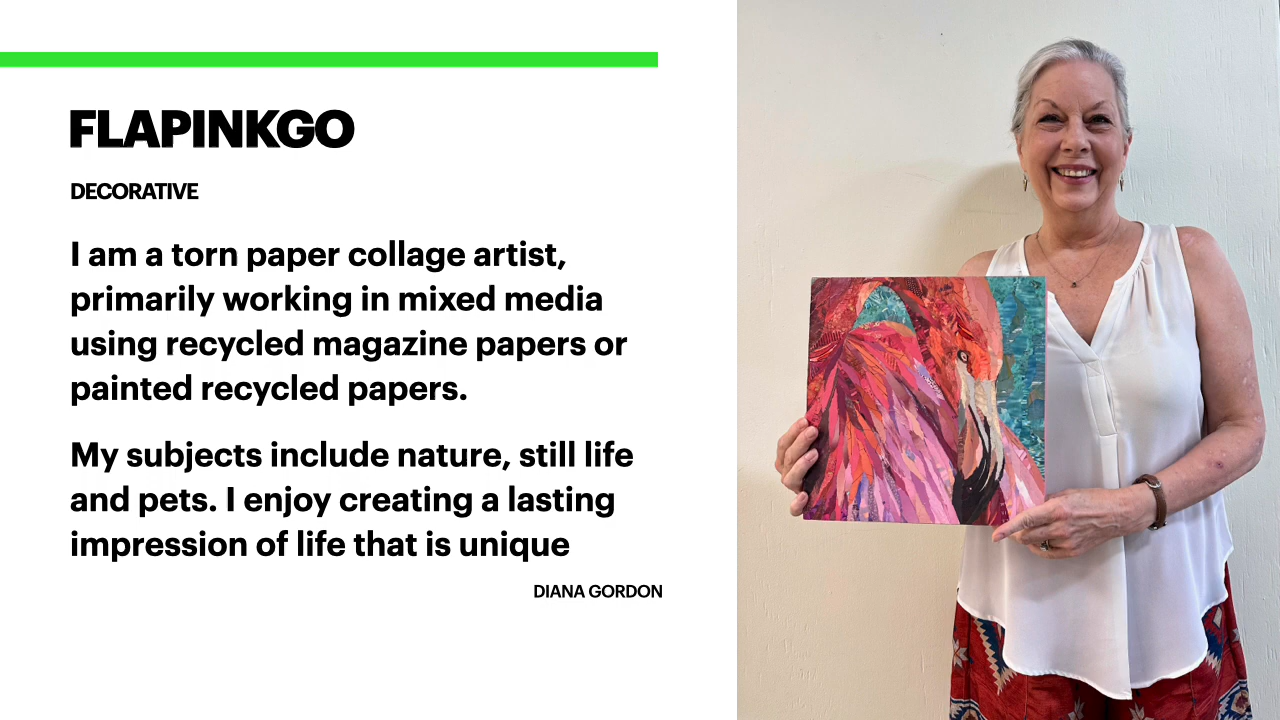 FLAPINKGO
DECORATIVE
I am a torn paper collage artist,
primarily working in mixed media
using recycled magazine papers or
painted recycled papers.
My subjects include nature, still life
and pets. I enjoy creating a lasting
impression of life that is unique
DIANA GORDON